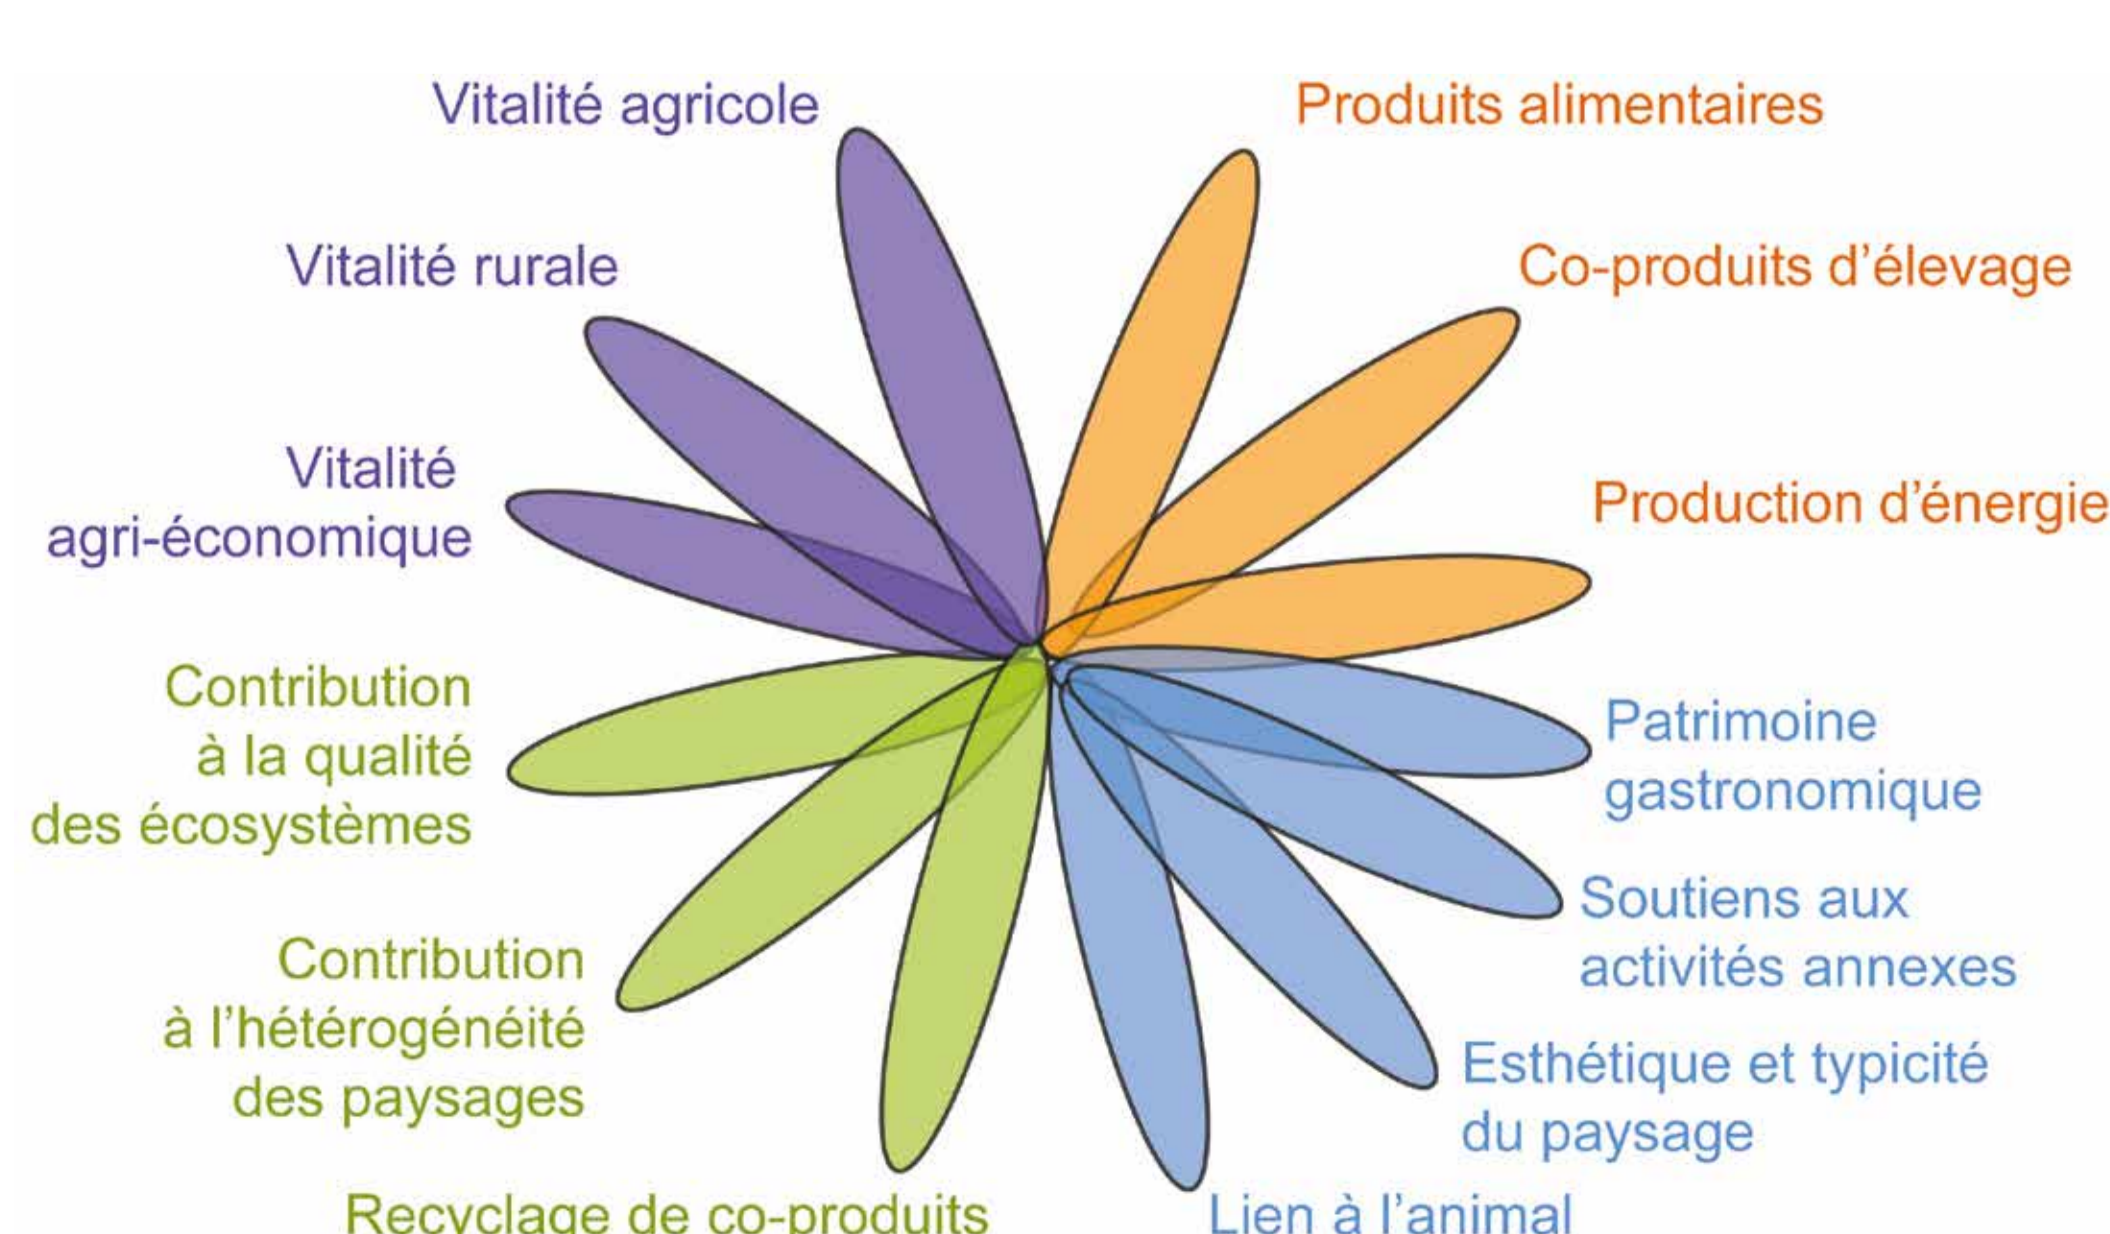 Vitalité agricole
Produits alimentaires
Vitalité rurale
Co-produits d'élevage
Vitalité
agri-économique
Production d'énergie
Contribution
à la qualité
des écosystèmes
Patrimoine
gastronomique
Soutiens aux
activités annexes
Contribution
à l'hétérogénéité
des paysages
Esthétique et typicité
du paysage
Recyclage de co-produits
Lien à l'animal